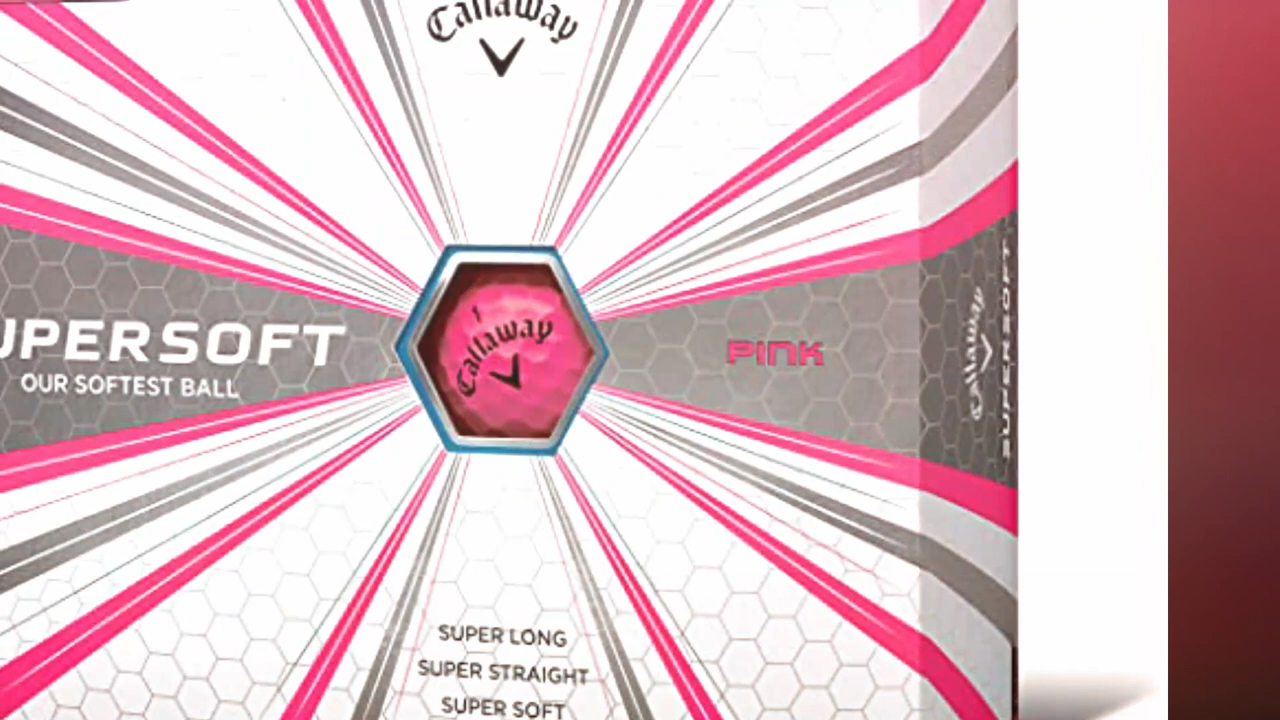 Callaway
UPERSOFT
OUR SOFTEST BALL
Callaway
PINK
Callaway
SUPERSOFT
SUPER LONG
SUPER STRAIGHT
SUPER SOFT